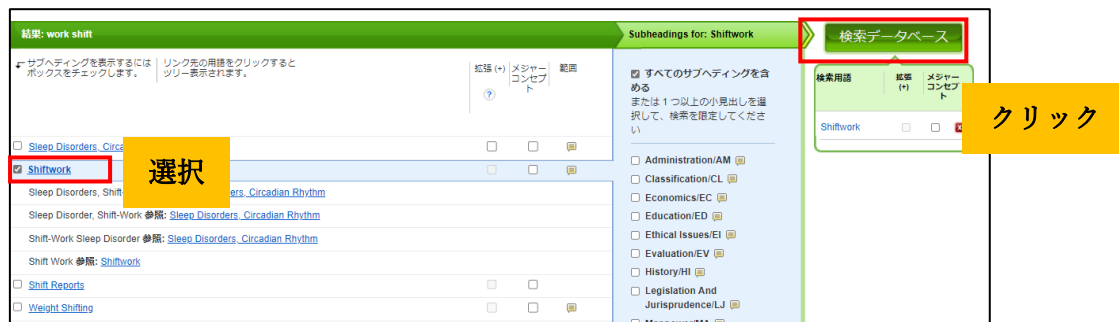 結果: work shift
サブヘディングを表示するには
ボックスをチェックします。
リンク先の用語をクリックすると
ツリー表示されます。
拡張 (+)
メジャー
コンセプ
ト
範囲
?
Sleep Disorders, Circa
Shiftwork
Sleep Disorders, Shift- ers, Circadian Rhythm
Sleep Disorder, Shift-Work 参照: Sleep Disorders, Circadian Rhythm
Shift-Work Sleep Disorder 参照: Sleep Disorders, Circadian Rhythm
Shift Work 参照: Shiftwork
Shift Reports
Weight Shifting
選択
Subheadings for: Shiftwork
すべてのサブヘディングを含
める
または 1 つ以上の小見出しを選
択して、検索を限定してくださ
い
Administration/AM
Classification/CL
Economics/EC
Education/ED
Ethical Issues/EI
Evaluation/EV
History/HI
Legislation And
Jurisprudence/LJ
検索データベース
検索用語
拡張
(+)
メジャー
コンセプ
ト
Shiftwork
クリック